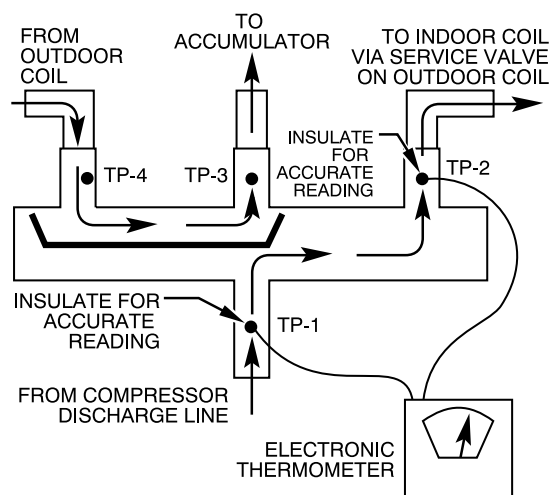 FROM
OUTDOOR
COIL
TO
ACCUMULATOR
TO INDOOR COIL
VIA SERVICE VALVE
ON OUTDOOR COIL
INSULATE
FOR
ACCURATE
READING
TP-4
TP-3
TP-2
INSULATE FOR
ACCURATE
READING
TP-1
FROM COMPRESSOR
DISCHARGE LINE
ELECTRONIC
THERMOMETER